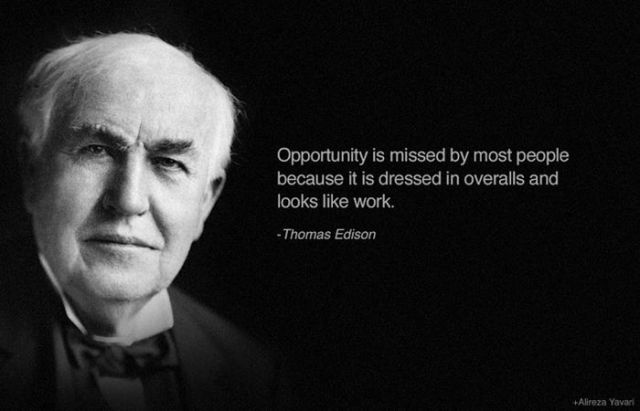 Opportunity is missed by most people
because it is dressed in overalls and
looks like work.
-Thomas Edison
+Alireza Yavari